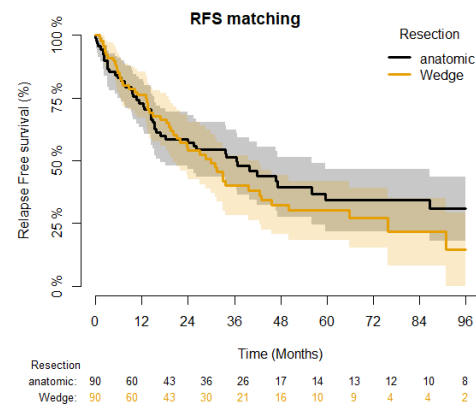 RFS matching
Resection
anatomic
Wedge
Relapse Free survival (%)
100 %
75%
50 %
25%
0 %
0 12 24 36 48 60 72 84 96
Time (Months)
Resection
anatomic: 90 60 43 36 26 17 14 13 12 10 8
Wedge: 90 60 43 30 21 16 10 9 4 4 2